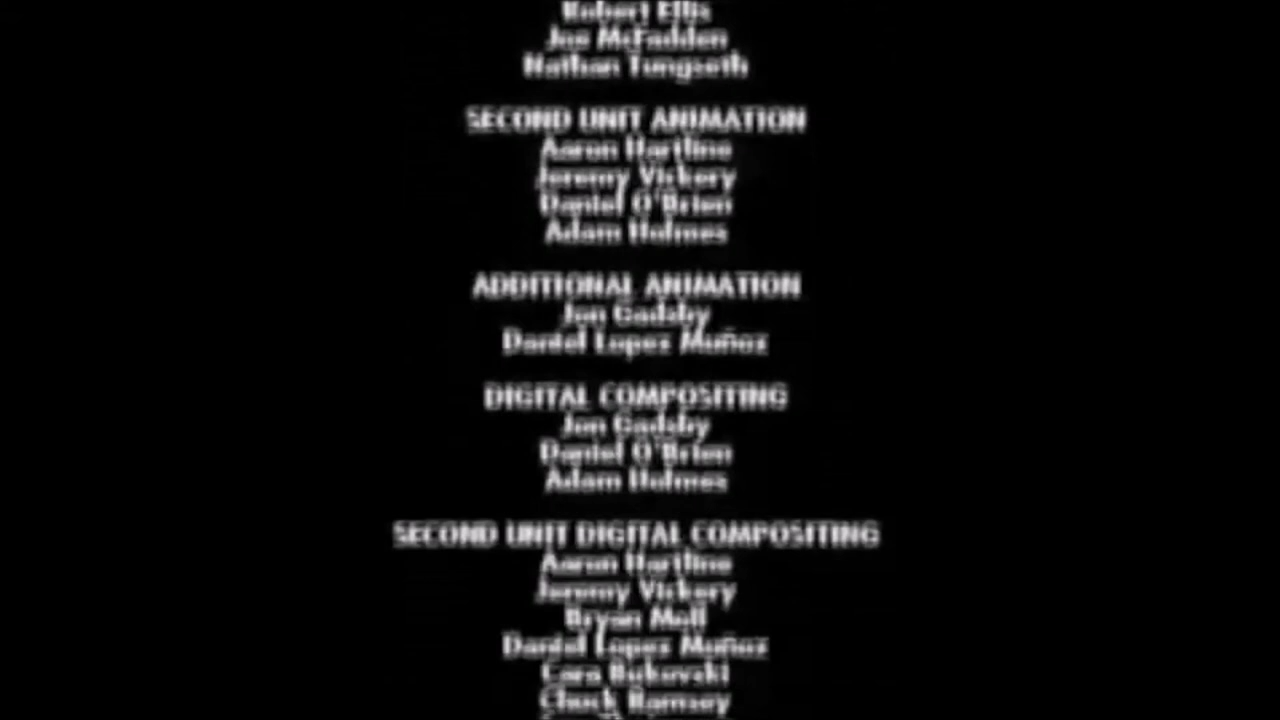 Robert Ellis
Joe McFadden
Nathan Tungseth
SECOND UNIT ANIMATION
Aaron Hartline
Jeremy Vickery
Daniel O'Brien
Adam Holmes
ADDITIONAL ANIMATION
Jon Gadsby
Daniel Lopez Muñoz
DIGITAL COMPOSITING
Jon Gadsby
Daniel O'Brien
Adam Holmes
SECOND UNIT DIGITAL COMPOSITING
Aaron Hartline
Jeremy Vickery
Bryan Moll
Daniel Lopez Muñoz
Cara Bukovski
Chuck Ramsey